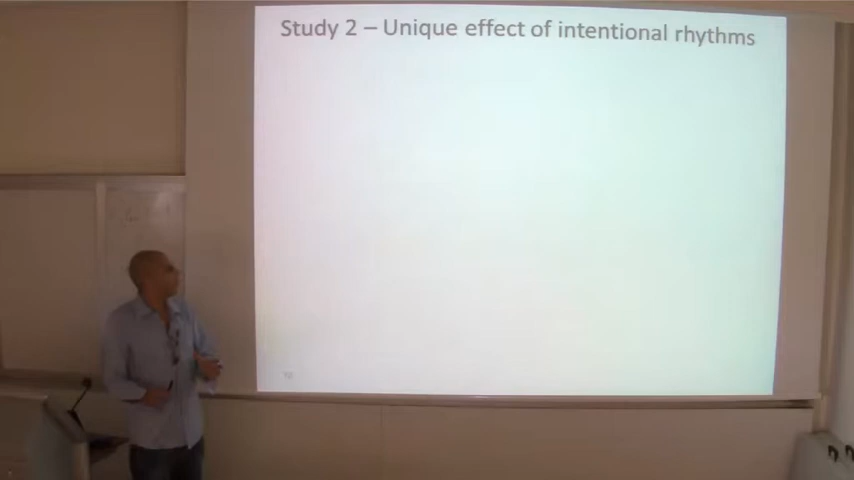 Study 2 – Unique effect of intentional rhythms